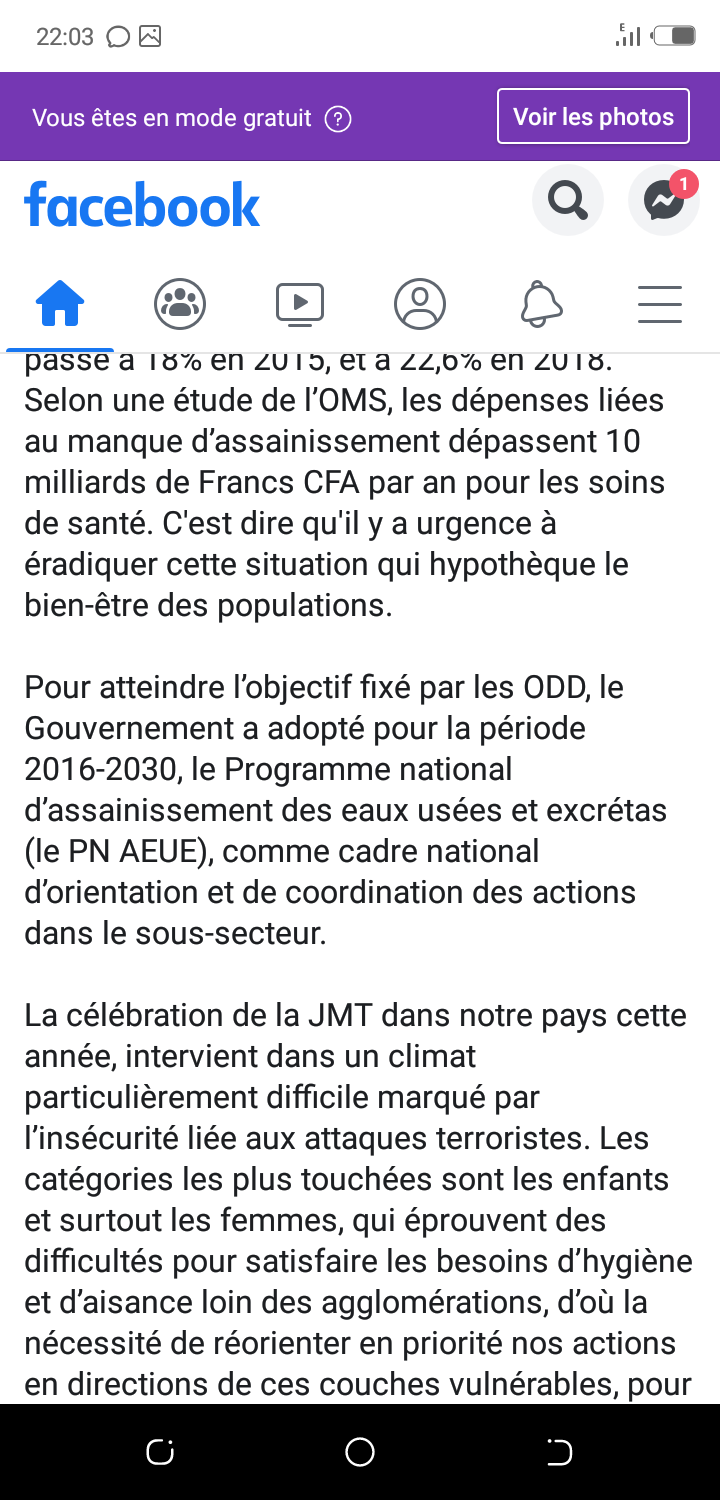 22:03
E
Vous êtes en mode gratuit ?
Voir les photos
facebook
1
passé à 18% en 2015, et à 22,6% en 2018.
Selon une étude de l’OMS, les dépenses liées
au manque d’assainissement dépassent 10
milliards de Francs CFA par an pour les soins
de santé. C'est dire qu'il y a urgence à
éradiquer cette situation qui hypothèque le
bien-être des populations.
Pour atteindre l’objectif fixé par les ODD, le
Gouvernement a adopté pour la période
2016-2030, le Programme national
d’assainissement des eaux usées et excrétas
(le PN AEUE), comme cadre national
d’orientation et de coordination des actions
dans le sous-secteur.
La célébration de la JMT dans notre pays cette
année, intervient dans un climat
particulièrement difficile marqué par
l’insécurité liée aux attaques terroristes. Les
catégories les plus touchées sont les enfants
et surtout les femmes, qui éprouvent des
difficultés pour satisfaire les besoins d’hygiène
et d’aisance loin des agglomérations, d’où la
nécessité de réorienter en priorité nos actions
en directions de ces couches vulnérables, pour